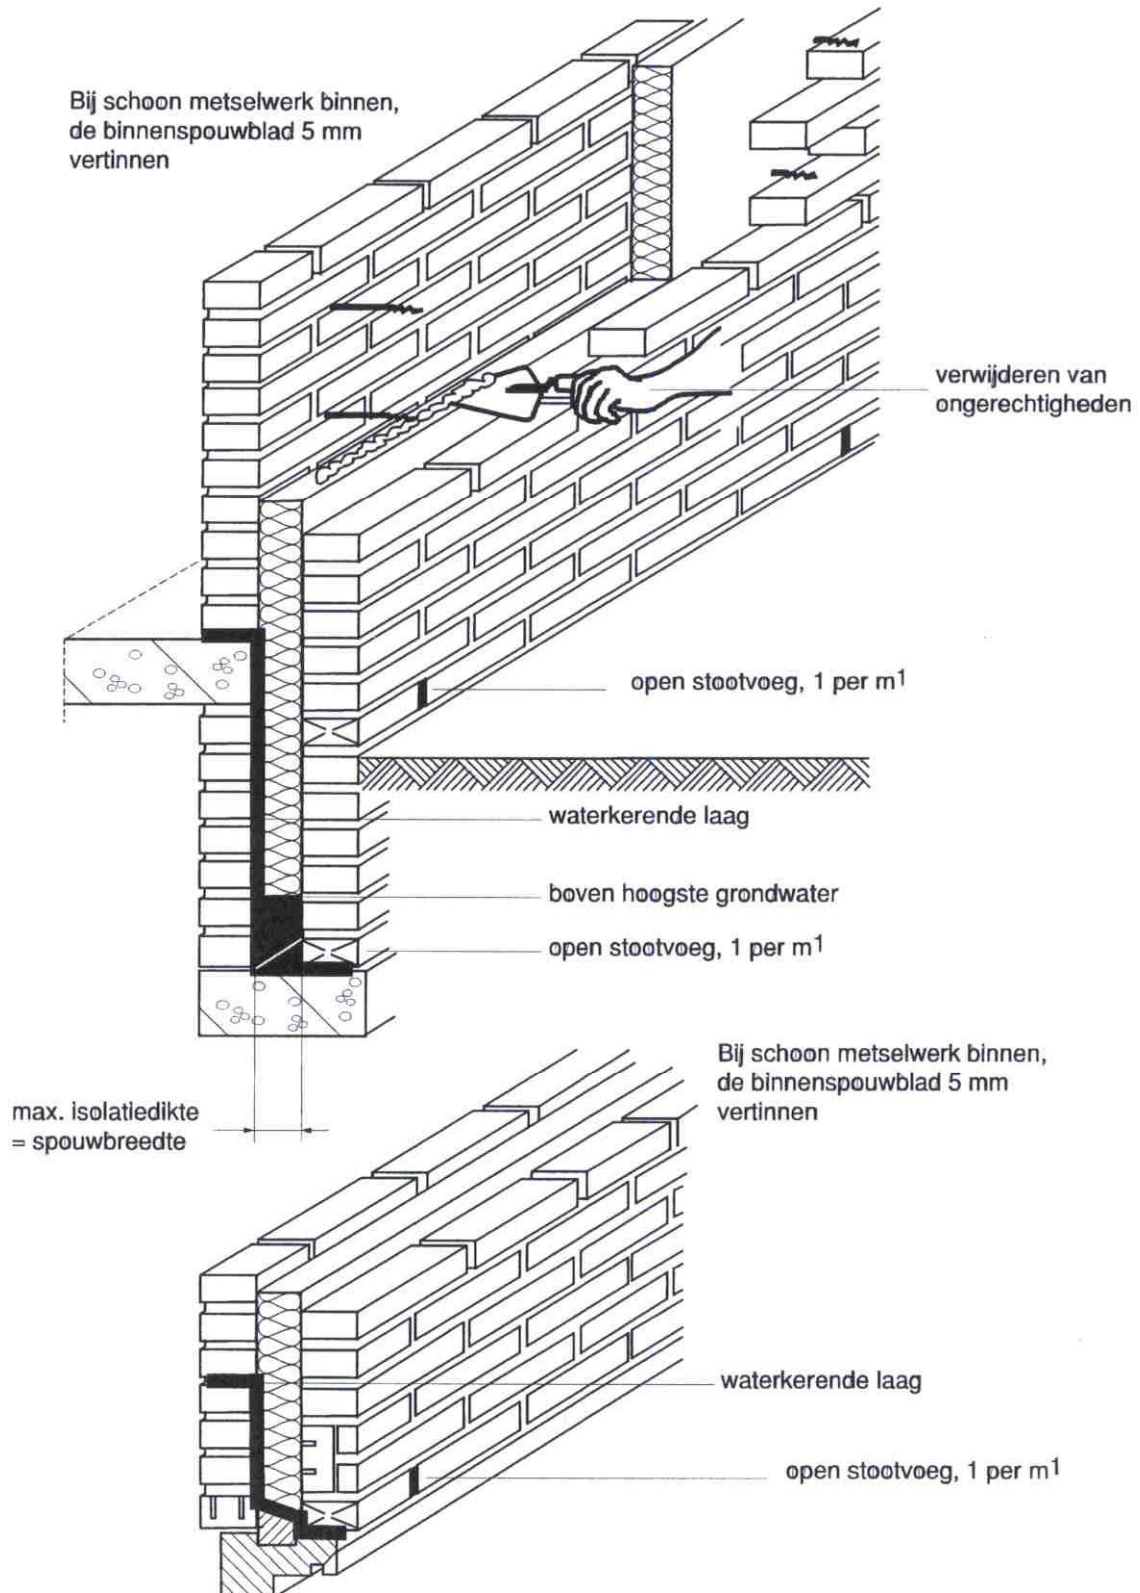 Bij schoon metselwerk binnen,
de binnenspouwblad 5 mm
vertinnen
verwijderen van
ongerechtigheden
open stootvoeg, 1 per m1
waterkerende laag
boven hoogste grondwater
open stootvoeg, 1 per m1
max. isolatiedikte
= spouwbreedte
Bij schoon metselwerk binnen,
de binnenspouwblad 5 mm
vertinnen
waterkerende laag
open stootvoeg, 1 per m1